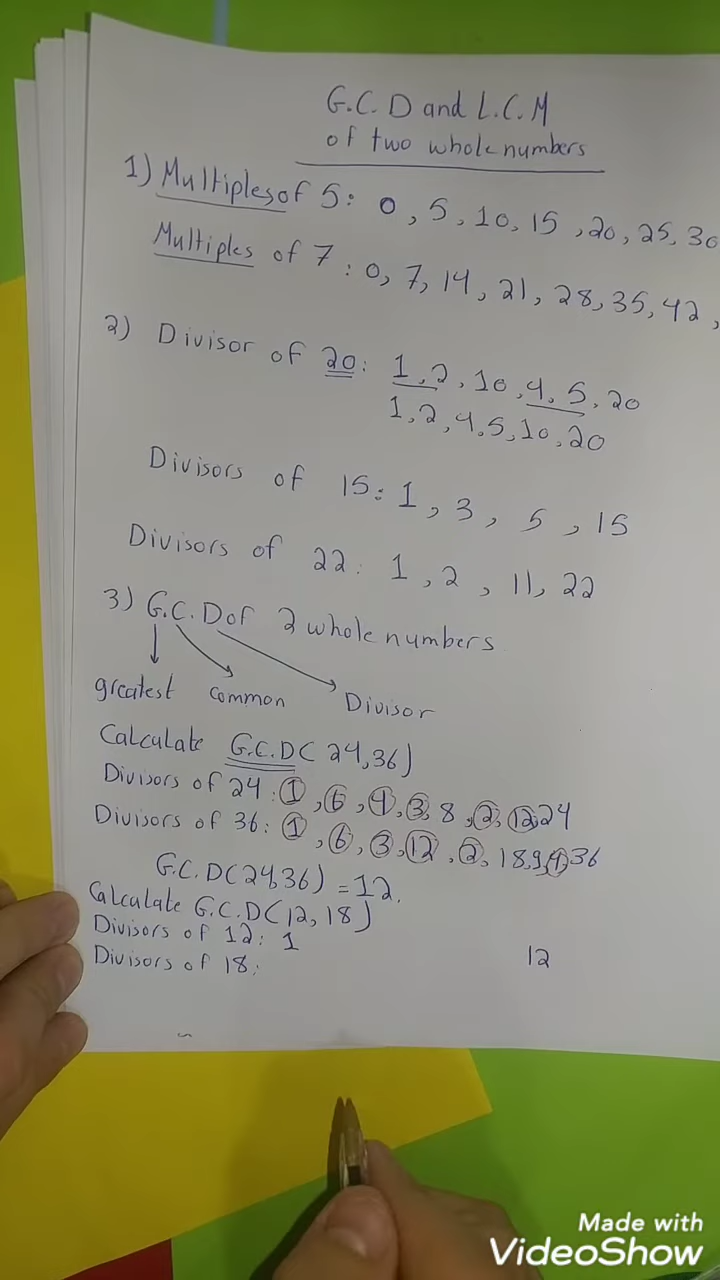 G.C.D and L.C.M
of two whole numbers
1) Multiples of 5: 0, 5, 10, 15, 20, 25, 30
Multiples of 7: 0, 7, 14, 21, 28, 35, 42,
2) Divisor of 20: 1, 2, 10, 4, 5, 20
1, 2, 4, 5, 10, 20
Divisors of 15: 1, 3, 5, 15
Divisors of 22: 1, 2, 11, 22
3) G.C.D of 2 whole numbers
greatest common Divisor
Calculate G.C.D(24,36)
Divisors of 24: 1, 6, 4, 3, 8, 2, 12, 24
Divisors of 36: 1, 6, 3, 12, 2, 18, 9, 4, 36
G.C.D(24,36) = 12.
Calculate G.C.D(12,18)
Divisors of 12: 1 12
Divisors of 18:
Made with
VideoShow